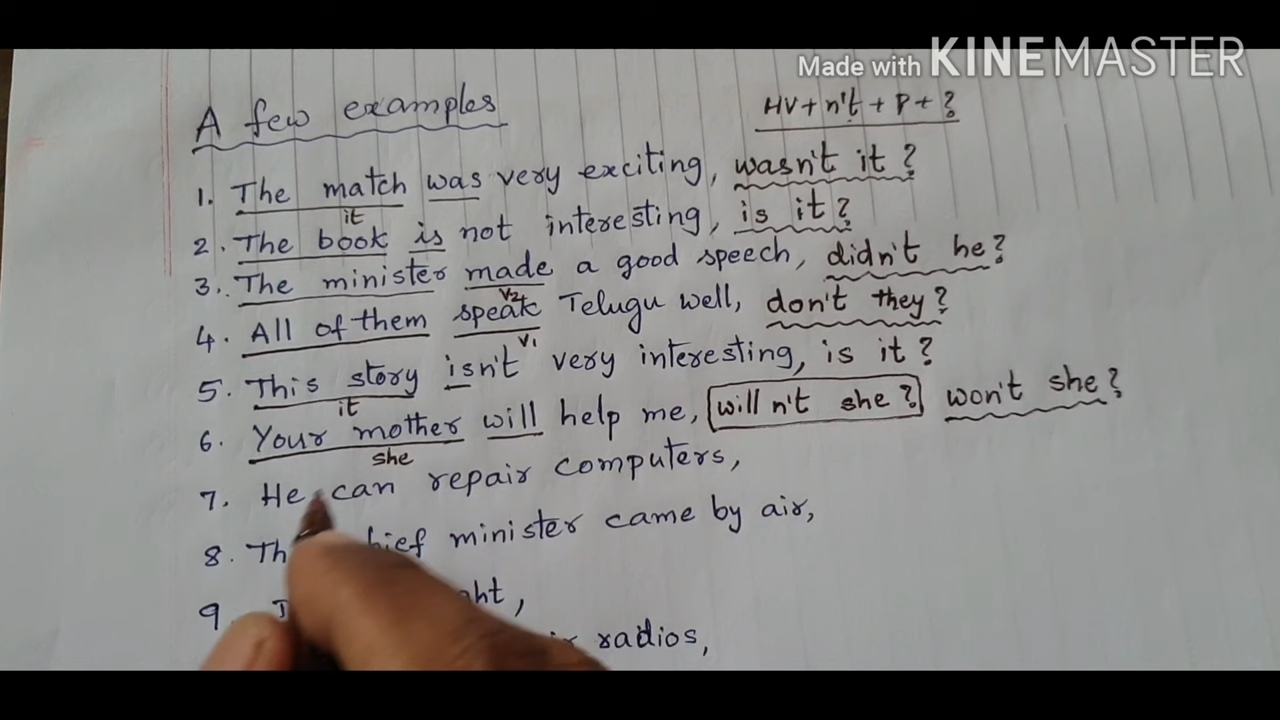 Made with KINEMASTER
A few examples
HV + n't + P + ?
1. The match was very exciting, wasn't it?
it
2. The book is not interesting, is it?
3. The minister made a good speech, didn't he?
V2
4. All of them speak Telugu well, don't they?
V1
5. This story isn't very interesting, is it?
it
6. Your mother will help me, will n't she? won't she?
she
7. He can repair computers,
8. minister came by air,
9.
radios,